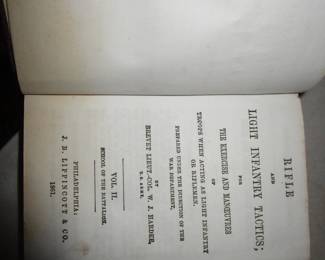 RIFLE
AND
LIGHT INFANTRY TACTICS;
FOR
THE EXERCISE AND MANŒUVRES
OF
TROOPS WHEN ACTING AS LIGHT INFANTRY
OR RIFLEMEN.
PREPARED UNDER THE DIRECTION OF THE
WAR DEPARTMENT,
BY
BREVET LIEUT.-COL. W. J. HARDEE,
U. S. ARMY.
VOL. II.
SCHOOL OF THE BATTALION.
PHILADELPHIA:
J. B. LIPPINCOTT & CO.
1861.